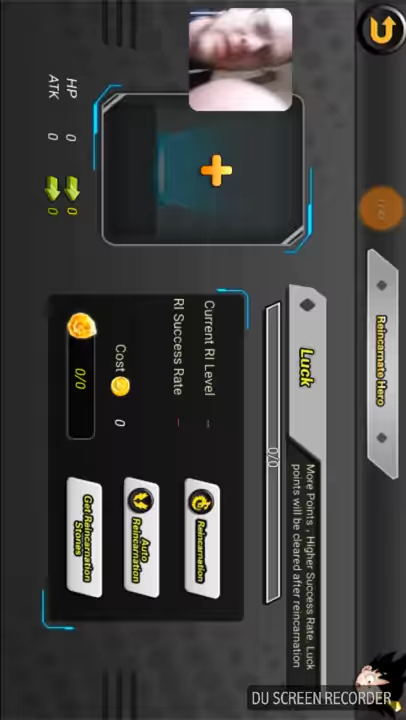 Reincarnate Hero
Luck
More Points , Higher Success Rate. Luck
points will be cleared after reincarnation
0/0
HP 0 0
ATK 0 0
Current RI Level --
RI Success Rate --
Cost 0
0/0
Reincarnation
Auto
Reincarnation
Get Reincarnation
Stones
DU SCREEN RECORDER